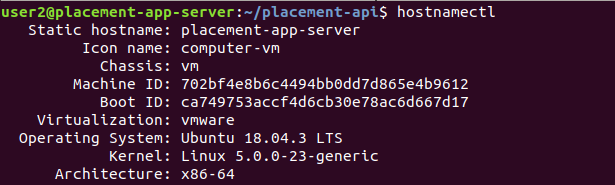 user2@placement-app-server:~/placement-api$ hostnamectl
Static hostname: placement-app-server
Icon name: computer-vm
Chassis: vm
Machine ID: 702bf4e8b6c4494bb0dd7d865e4b9612
Boot ID: ca749753accf4d6cb30e78ac6d667d17
Virtualization: vmware
Operating System: Ubuntu 18.04.3 LTS
Kernel: Linux 5.0.0-23-generic
Architecture: x86-64